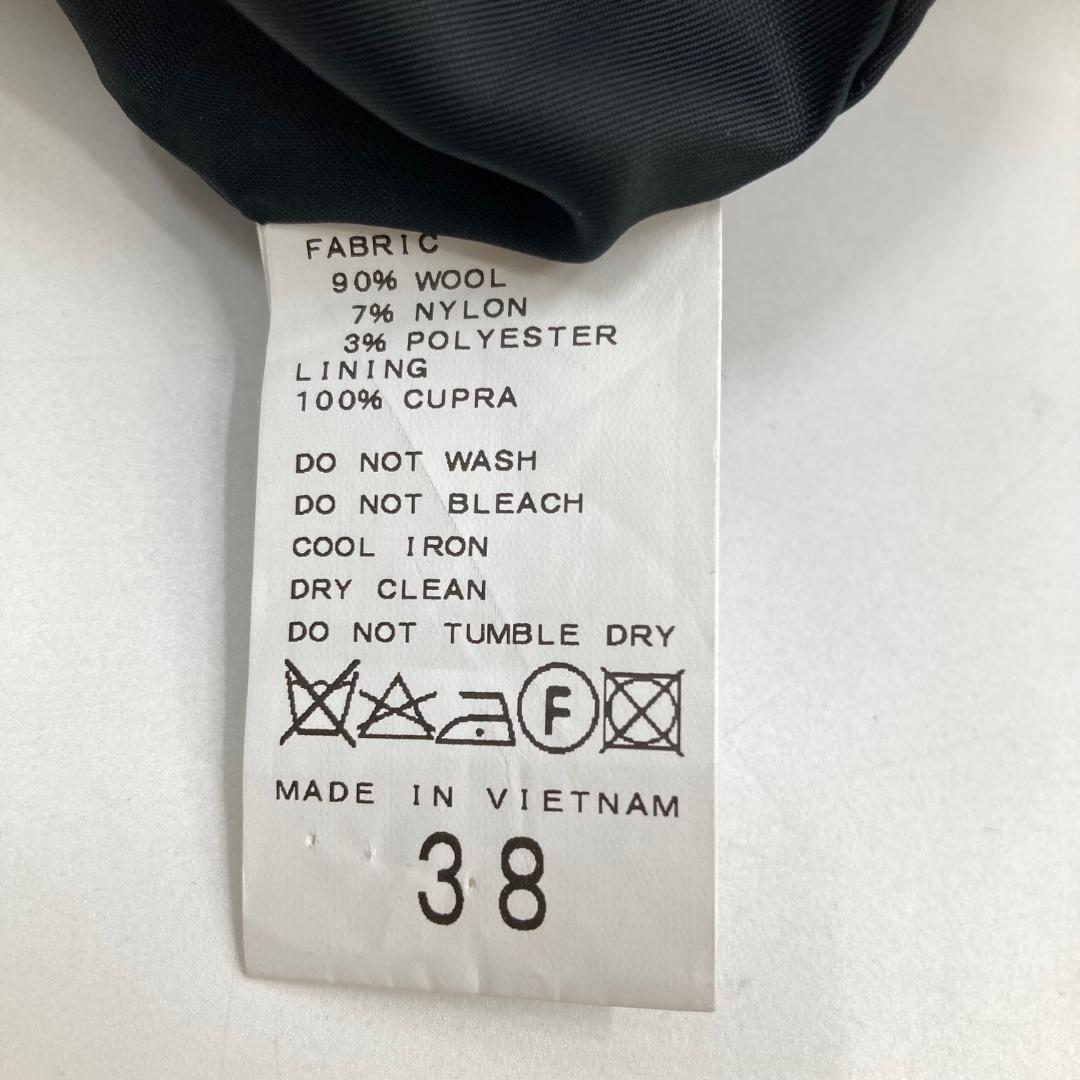 FABRIC
90% WOOL
7% NYLON
3% POLYESTER
LINING
100% CUPRA
DO NOT WASH
DO NOT BLEACH
COOL IRON
DRY CLEAN
DO NOT TUMBLE DRY
F
MADE IN VIETNAM
38